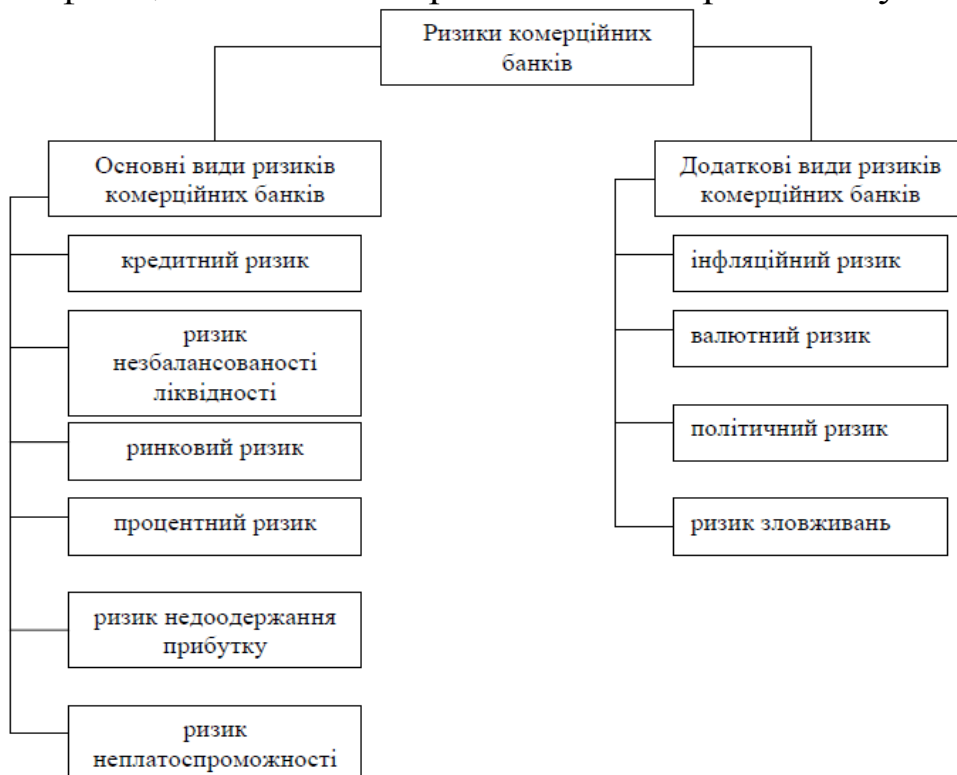 Ризики комерційних
банків
Основні види ризиків
комерційних банків
кредитний ризик
ризик
незбалансованості
ліквідності
ринковий ризик
процентний ризик
ризик недоодержання
прибутку
ризик
неплатоспроможності
Додаткові види ризиків
комерційних банків
інфляційний ризик
валютний ризик
політичний ризик
ризик зловживань